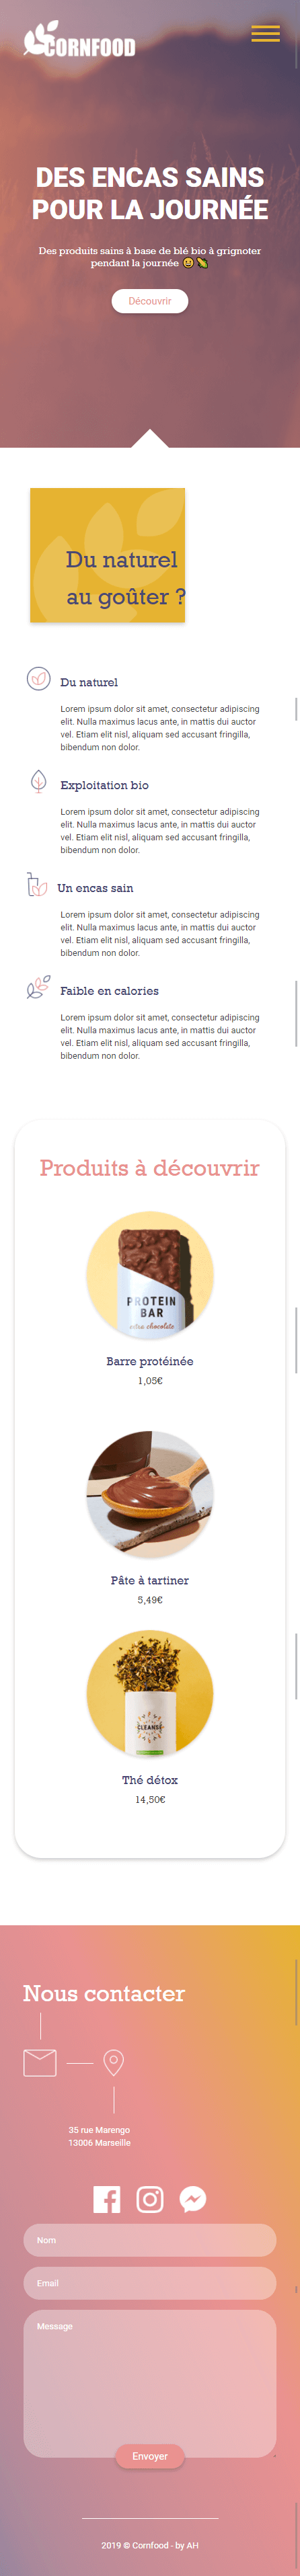 CORNFOOD
DES ENCAS SAINS
POUR LA JOURNÉE
Des produits sains à base de blé bio à grignoter
pendant la journée 😃🌽
Découvrir
Du naturel
au goûter ?
Du naturel
Lorem ipsum dolor sit amet, consectetur adipiscing
elit. Nulla maximus lacus ante, in mattis dui auctor
vel. Etiam elit nisl, aliquam sed accusant fringilla,
bibendum non dolor.
Exploitation bio
Lorem ipsum dolor sit amet, consectetur adipiscing
elit. Nulla maximus lacus ante, in mattis dui auctor
vel. Etiam elit nisl, aliquam sed accusant fringilla,
bibendum non dolor.
Un encas sain
Lorem ipsum dolor sit amet, consectetur adipiscing
elit. Nulla maximus lacus ante, in mattis dui auctor
vel. Etiam elit nisl, aliquam sed accusant fringilla,
bibendum non dolor.
Faible en calories
Lorem ipsum dolor sit amet, consectetur adipiscing
elit. Nulla maximus lacus ante, in mattis dui auctor
vel. Etiam elit nisl, aliquam sed accusant fringilla,
bibendum non dolor.
Produits à découvrir
PROTEIN
BAR
extra chocolate
Barre protéinée
1,05€
Pâte à tartiner
5,49€
CLEANSE
Thé détox
14,50€
Nous contacter
35 rue Marengo
13006 Marseille
Nom
Email
Message
Envoyer
2019 © Cornfood - by AH